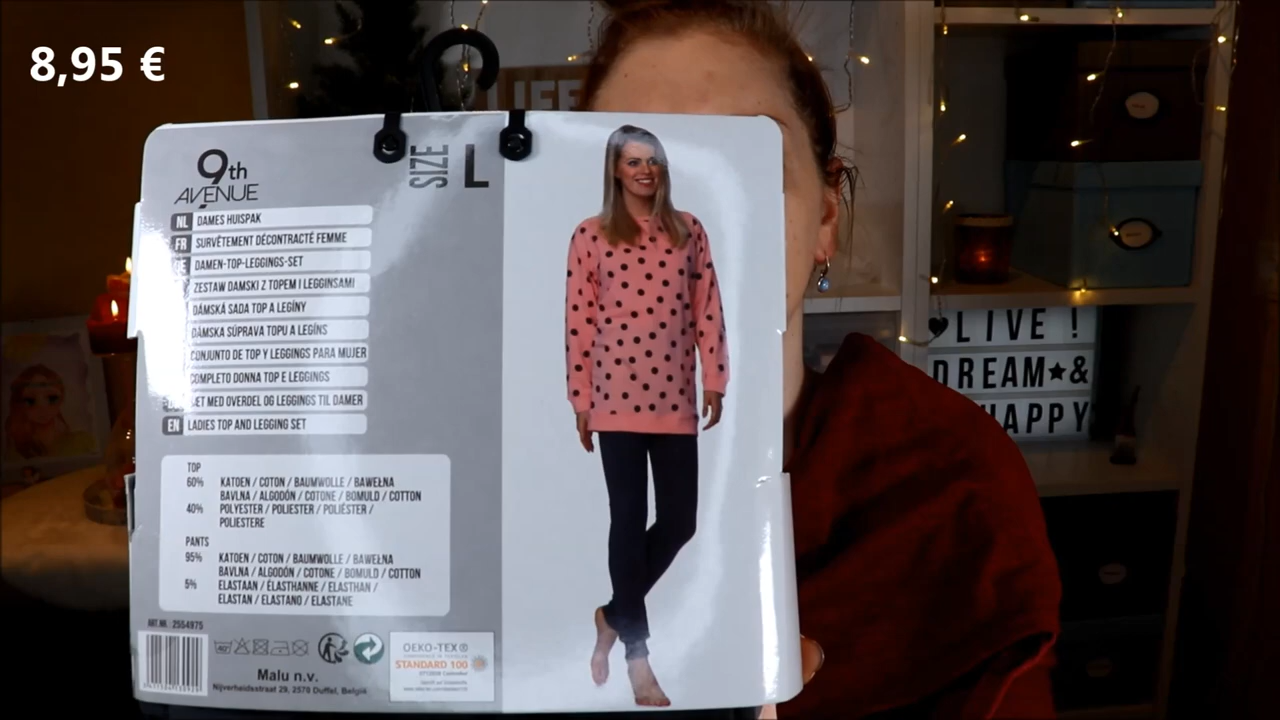 8,95 €
LIFE
9th
AVENUE
SIZE L
NL DAMES HUISPAK
FR SURVÊTEMENT DÉCONTRACTÉ FEMME
DE DAMEN-TOP-LEGGINGS-SET
ZESTAW DAMSKI Z TOPEM I LEGGINSAMI
DÁMSKÁ SADA TOP A LEGÍNY
DÁMSKA SÚPRAVA TOPU A LEGÍNS
CONJUNTO DE TOP Y LEGGINGS PARA MUJER
COMPLETO DONNA TOP E LEGGINGS
SET MED OVERDEL OG LEGGINGS TIL DAMER
EN LADIES TOP AND LEGGING SET
TOP
60% KATOEN / COTON / BAUMWOLLE / BAWEŁNA
BAVLNA / ALGODÓN / COTONE / BOMULD / COTTON
40% POLYESTER / POLIESTER / POLIÉSTER /
POLIESTERE
PANTS
95% KATOEN / COTON / BAUMWOLLE / BAWEŁNA
BAVLNA / ALGODÓN / COTONE / BOMULD / COTTON
5% ELASTAAN / ÉLASTHANNE / ELASTHAN /
ELASTAN / ELASTANO / ELASTANE
ART.NR.: 2554975
OEKO-TEX®
STANDARD 100
Malu n.v.
Nijverheidsstraat 29, 2570 Duffel, België
LIVE !
DREAM★&
HAPPY